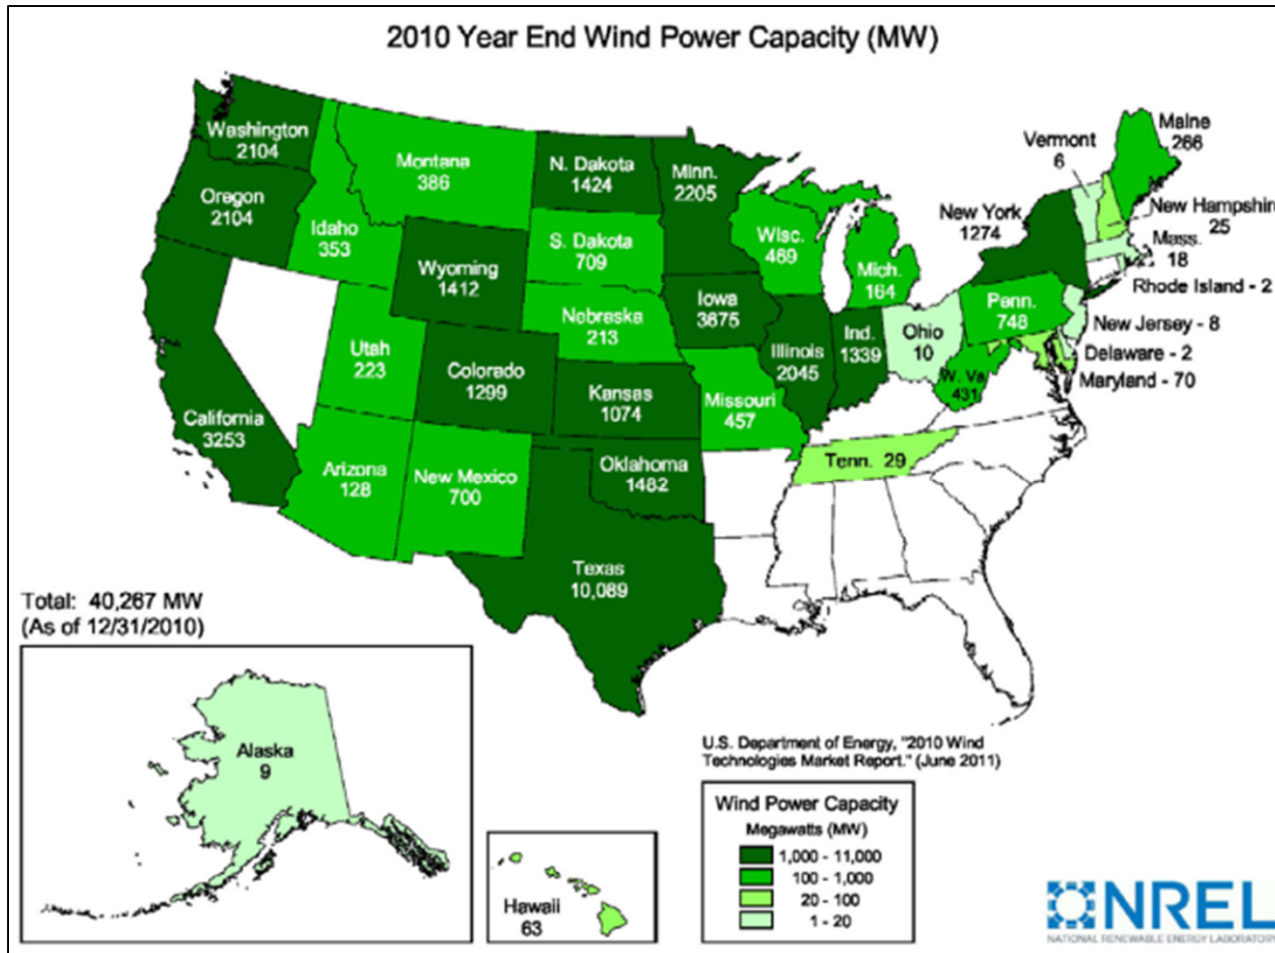 2010 Year End Wind Power Capacity (MW)
Washington
2104
Oregon
2104
California
3253
Idaho
353
Montana
386
Wyoming
1412
Utah
223
Colorado
1299
Arizona
128
New Mexico
700
N. Dakota
1424
S. Dakota
709
Nebraska
213
Kansas
1074
Oklahoma
1482
Texas
10,089
Minn.
2205
Iowa
3675
Missouri
457
Wisc.
469
Illinois
2045
Mich.
164
Ind.
1339
Ohio
10
W. Va
431
Tenn. 29
Penn.
748
New York
1274
Vermont
6
Maine
266
New Hampshir
25
Mass.
18
Rhode Island - 2
New Jersey - 8
Delaware - 2
Maryland - 70
Total: 40,267 MW
(As of 12/31/2010)
Alaska
9
Hawaii
63
U.S. Department of Energy, "2010 Wind
Technologies Market Report." (June 2011)
Wind Power Capacity
Megawatts (MW)
1,000 - 11,000
100 - 1,000
20 - 100
1 - 20
NREL
NATIONAL RENEWABLE ENERGY LABORATORY